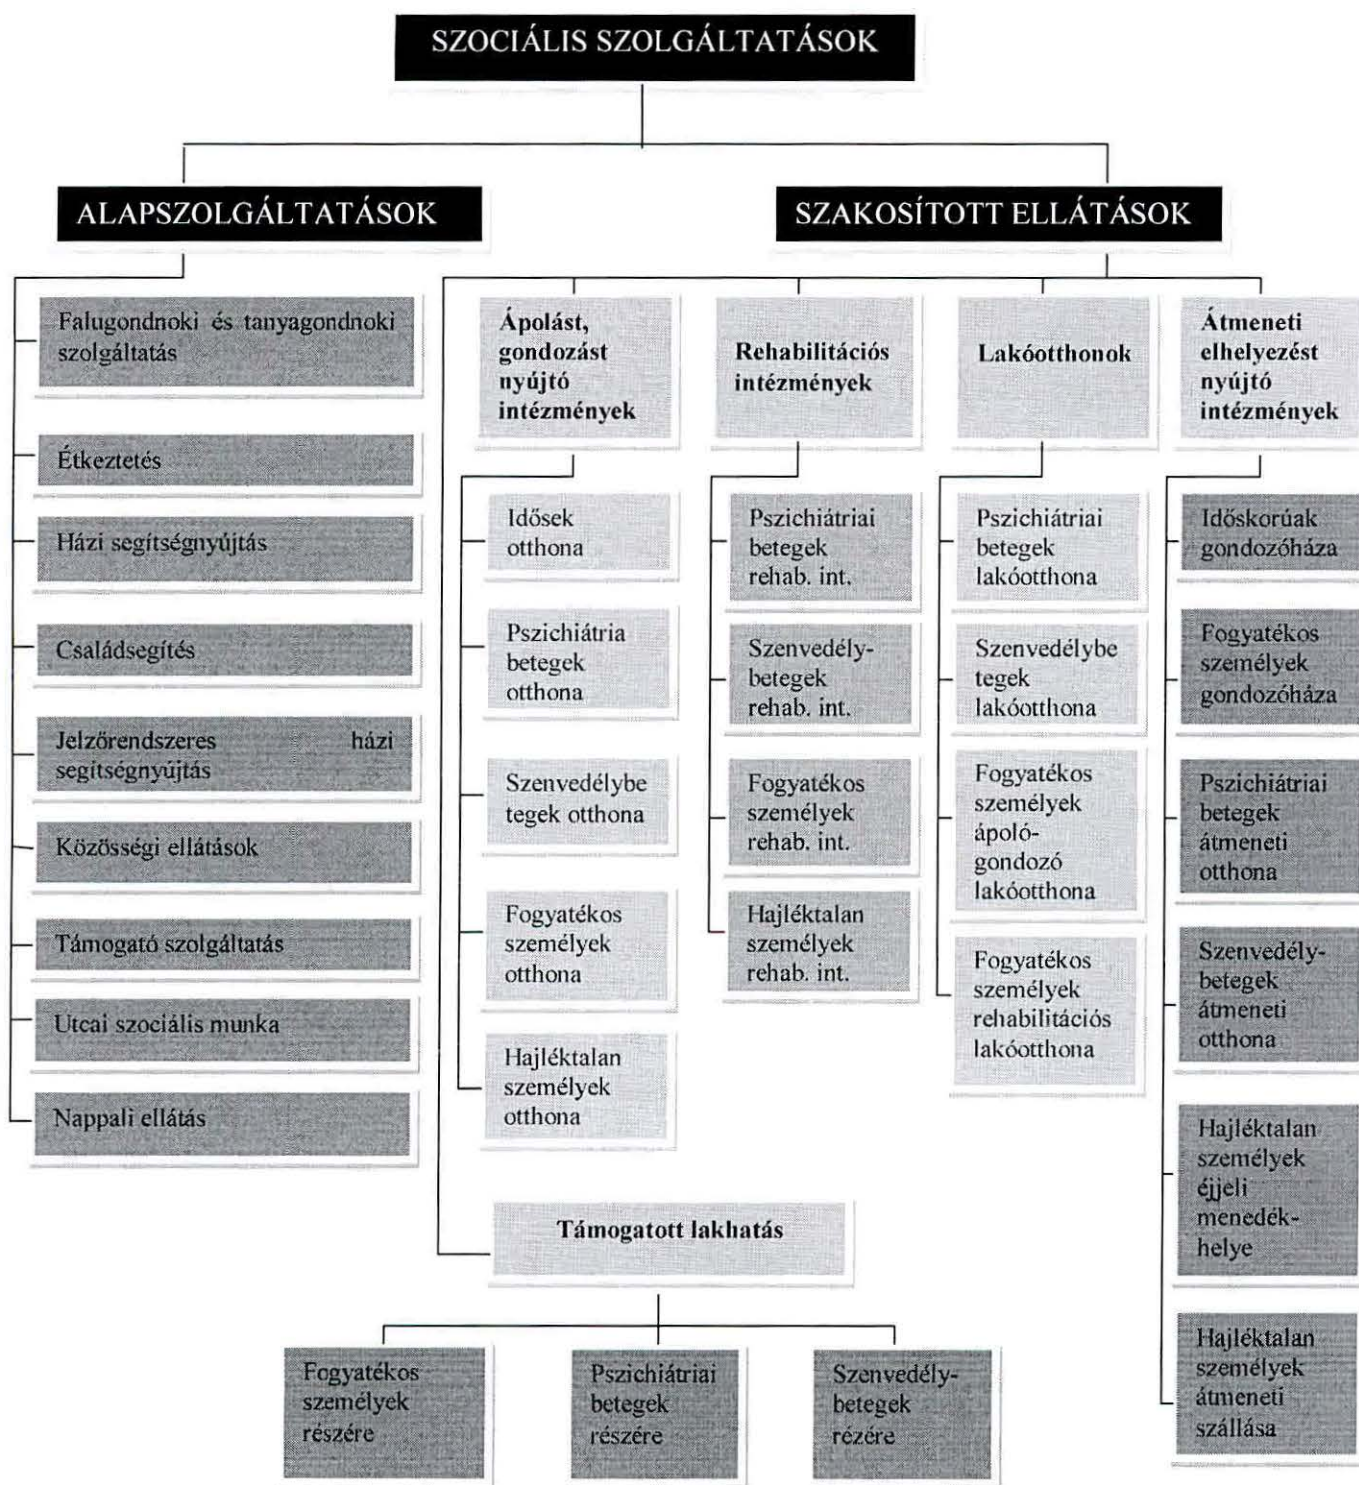 SZOCIÁLIS SZOLGÁLTATÁSOK
ALAPSZOLGÁLTATÁSOK
Falugondnoki és tanyagondnoki
szolgáltatás
Étkeztetés
Házi segítségnyújtás
Családsegítés
Jelzőrendszeres házi
segítségnyújtás
Közösségi ellátások
Támogató szolgáltatás
Utcai szociális munka
Nappali ellátás
SZAKOSÍTOTT ELLÁTÁSOK
Ápolást,
gondozást
nyújtó
intézmények
Idősek
otthona
Pszichiátria
betegek
otthona
Szenvedélybe
tegek otthona
Fogyatékos
személyek
otthona
Hajléktalan
személyek
otthona
Rehabilitációs
intézmények
Pszichiátriai
betegek
rehab. int.
Szenvedély-
betegek
rehab. int.
Fogyatékos
személyek
rehab. int.
Hajléktalan
személyek
rehab. int.
Lakóotthonok
Pszichiátriai
betegek
lakóotthona
Szenvedélybe
tegek
lakóotthona
Fogyatékos
személyek
ápoló-
gondozó
lakóotthona
Fogyatékos
személyek
rehabilitációs
lakóotthona
Átmeneti
elhelyezést
nyújtó
intézmények
Időskorúak
gondozóháza
Fogyatékos
személyek
gondozóháza
Pszichiátriai
betegek
átmeneti
otthona
Szenvedély-
betegek
átmeneti
otthona
Hajléktalan
személyek
éjjeli
menedék-
helye
Hajléktalan
személyek
átmeneti
szállása
Támogatott lakhatás
Fogyatékos
személyek
részére
Pszichiátriai
betegek
részére
Szenvedély-
betegek
rézére